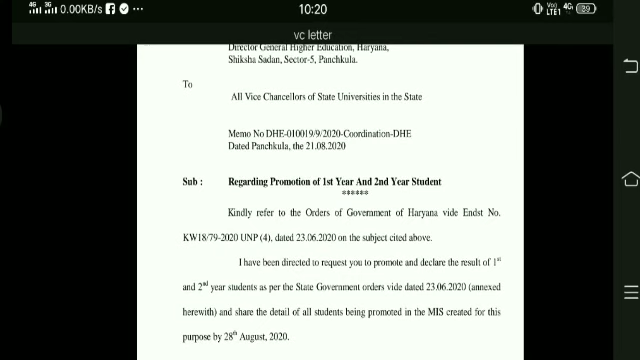 4G 3G 0.00KB/s 10:20 Vo) LTE1 4G 89
vc letter
Director General Higher Education, Haryana,
Shiksha Sadan, Sector-5, Panchkula.
To
All Vice Chancellors of State Universities in the State
Memo No DHE-010019/9/2020-Coordination-DHE
Dated Panchkula, the 21.08.2020
Sub : Regarding Promotion of 1st Year And 2nd Year Student
******
Kindly refer to the Orders of Government of Haryana vide Endst No.
KW18/79-2020 UNP (4), dated 23.06.2020 on the subject cited above.
I have been directed to request you to promote and declare the result of 1st
and 2nd year students as per the State Government orders vide dated 23.06.2020 (annexed
herewith) and share the detail of all students being promoted in the MIS created for this
purpose by 28th August, 2020.